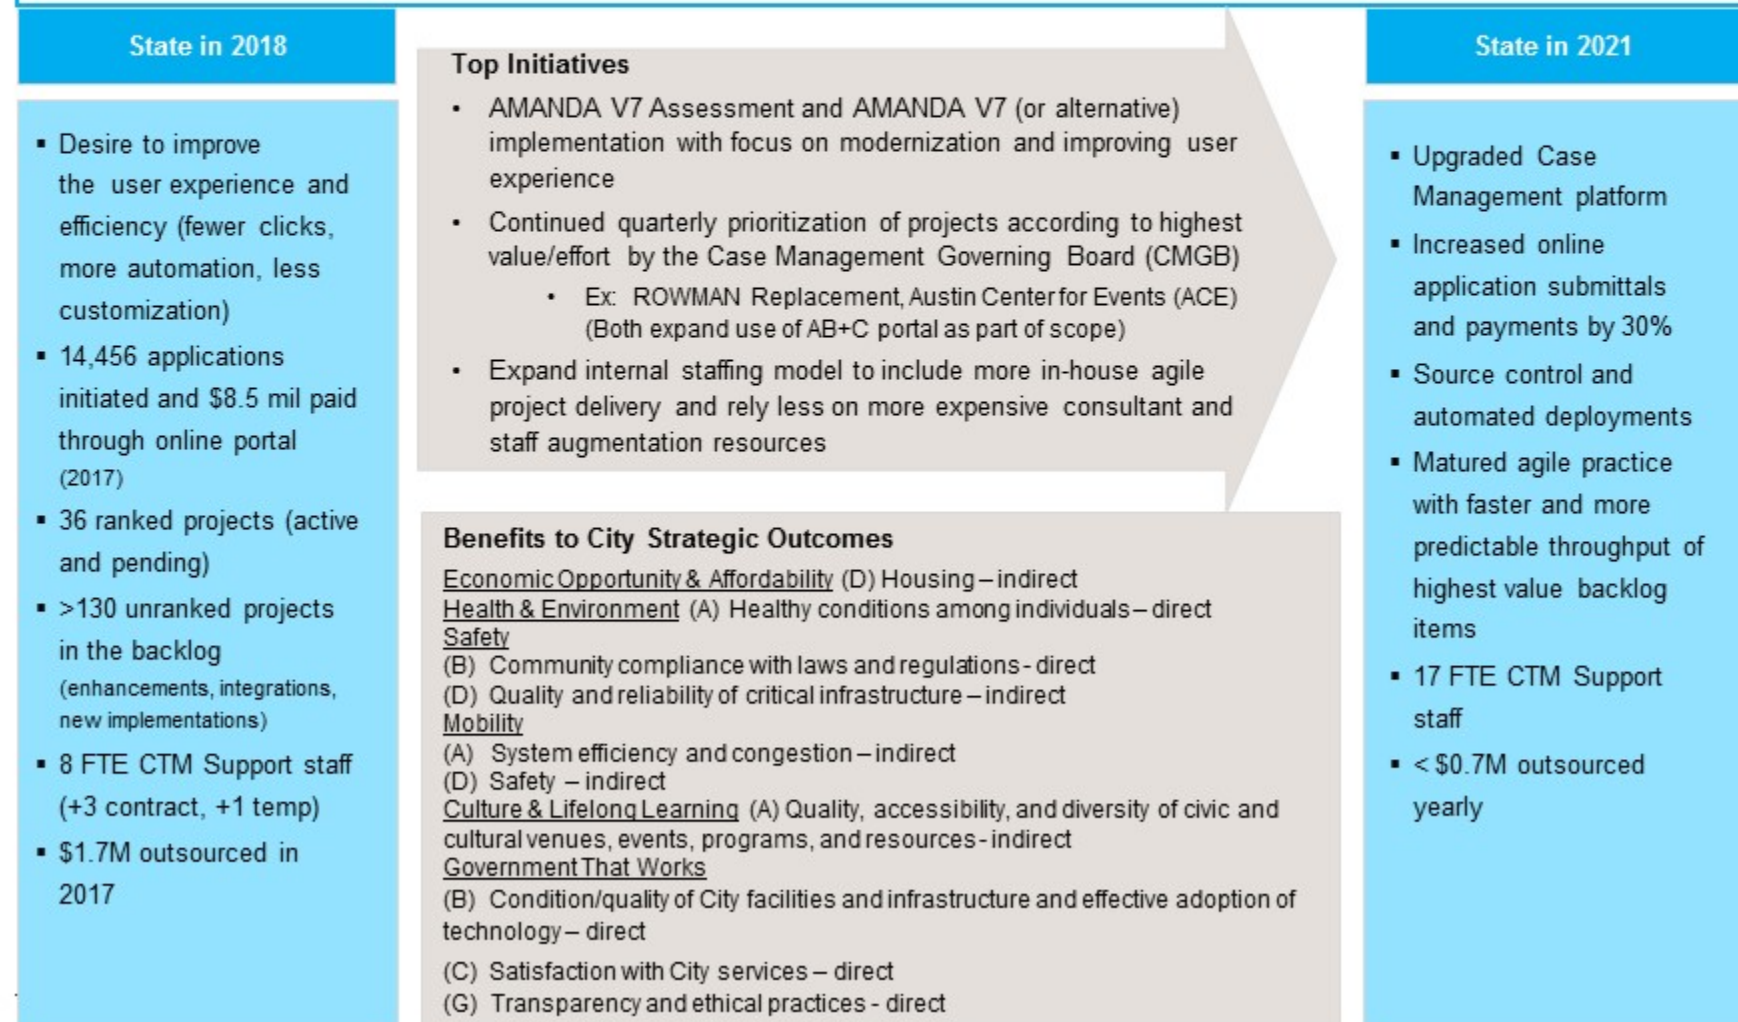 State in 2018
▪ Desire to improve
the user experience and
efficiency (fewer clicks,
more automation, less
customization)
▪ 14,456 applications
initiated and $8.5 mil paid
through online portal
(2017)
▪ 36 ranked projects (active
and pending)
▪ >130 unranked projects
in the backlog
(enhancements, integrations,
new implementations)
▪ 8 FTE CTM Support staff
(+3 contract, +1 temp)
▪ $1.7M outsourced in
2017
Top Initiatives
• AMANDA V7 Assessment and AMANDA V7 (or alternative)
implementation with focus on modernization and improving user
experience
• Continued quarterly prioritization of projects according to highest
value/effort by the Case Management Governing Board (CMGB)
• Ex: ROWMAN Replacement, Austin Center for Events (ACE)
(Both expand use of AB+C portal as part of scope)
• Expand internal staffing model to include more in-house agile
project delivery and rely less on more expensive consultant and
staff augmentation resources
Benefits to City Strategic Outcomes
Economic Opportunity & Affordability (D) Housing – indirect
Health & Environment (A) Healthy conditions among individuals – direct
Safety
(B) Community compliance with laws and regulations - direct
(D) Quality and reliability of critical infrastructure – indirect
Mobility
(A) System efficiency and congestion – indirect
(D) Safety – indirect
Culture & Lifelong Learning (A) Quality, accessibility, and diversity of civic and
cultural venues, events, programs, and resources - indirect
Government That Works
(B) Condition/quality of City facilities and infrastructure and effective adoption of
technology – direct
(C) Satisfaction with City services – direct
(G) Transparency and ethical practices - direct
State in 2021
▪ Upgraded Case
Management platform
▪ Increased online
application submittals
and payments by 30%
▪ Source control and
automated deployments
▪ Matured agile practice
with faster and more
predictable throughput of
highest value backlog
items
▪ 17 FTE CTM Support
staff
▪ < $0.7M outsourced
yearly